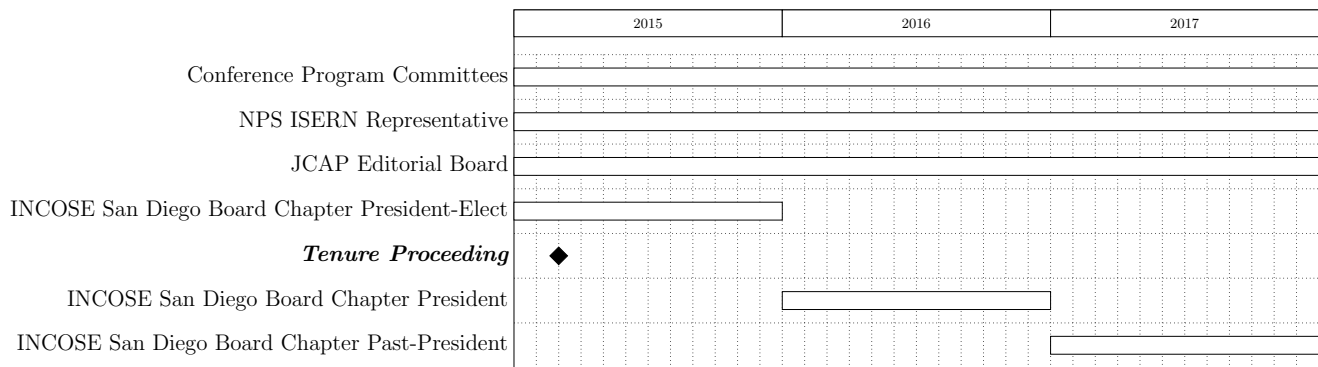 2015 2016 2017
Conference Program Committees
NPS ISERN Representative
JCAP Editorial Board
INCOSE San Diego Board Chapter President-Elect
Tenure Proceeding
INCOSE San Diego Board Chapter President
INCOSE San Diego Board Chapter Past-President